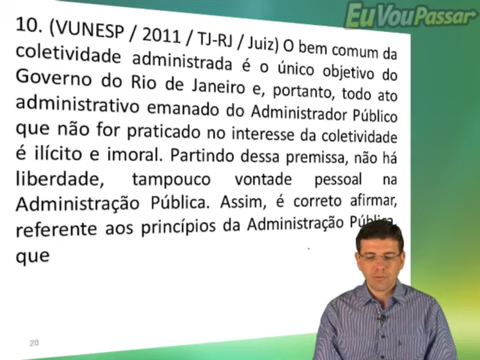 EuVouPassar
10. (VUNESP / 2011 / TJ-RJ / Juiz) O bem comum da
coletividade administrada é o único objetivo do
Governo do Rio de Janeiro e, portanto, todo ato
administrativo emanado do Administrador Público
que não for praticado no interesse da coletividade
é ilícito e imoral. Partindo dessa premissa, não há
liberdade, tampouco vontade pessoal na
Administração Pública. Assim, é correto afirmar,
referente aos princípios da Administração Pública,
que
20